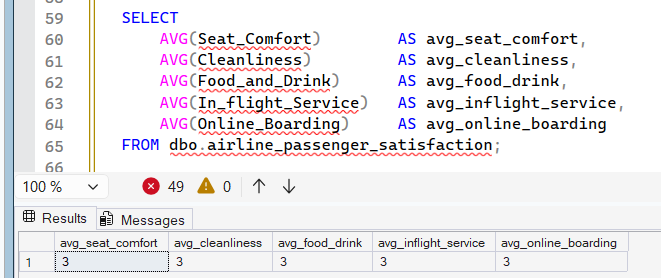 59 SELECT
60 AVG(Seat_Comfort) AS avg_seat_comfort,
61 AVG(Cleanliness) AS avg_cleanliness,
62 AVG(Food_and_Drink) AS avg_food_drink,
63 AVG(In_flight_Service) AS avg_inflight_service,
64 AVG(Online_Boarding) AS avg_online_boarding
65 FROM dbo.airline_passenger_satisfaction;
66
100 % 49 0
Results Messages
avg_seat_comfort avg_cleanliness avg_food_drink avg_inflight_service avg_online_boarding
1 3 3 3 3 3